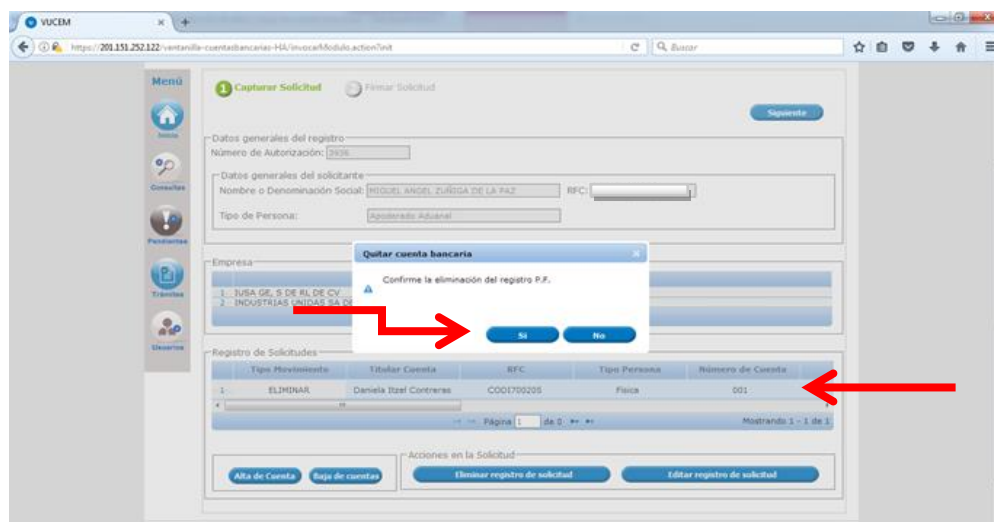 VUCEM
https://201.151.252.122/ventanilla-cuentasbancarias-HA/invocarModulo.action?init
Buscar
Menú
Inicio
Consultas
Pendientes
Trámites
Usuarios
1 Capturar Solicitud
Firmar Solicitud
Siguiente
Datos generales del registro
Número de Autorización:
Datos generales del solicitante
Nombre o Denominación Social: MIGUEL ANGEL ZUÑIGA DE LA PAZ RFC:
Tipo de Persona: Apoderado Aduanal
Quitar cuenta bancaria
Confirme la eliminación del registro P.F.
Si No
Empresa
1 IUSA GE, S DE RL DE CV
2 INDUSTRIAS UNIDAS SA DE
Registro de Solicitudes
Tipo Movimiento Titular Cuenta RFC Tipo Persona Número de Cuenta
1 ELIMINAR Daniela Itzel Contreras COOI700205 Física 001
Página 1 de 0 Mostrando 1 - 1 de 1
Acciones en la Solicitud
Alta de Cuenta Baja de cuentas Eliminar registro de solicitud Editar registro de solicitud